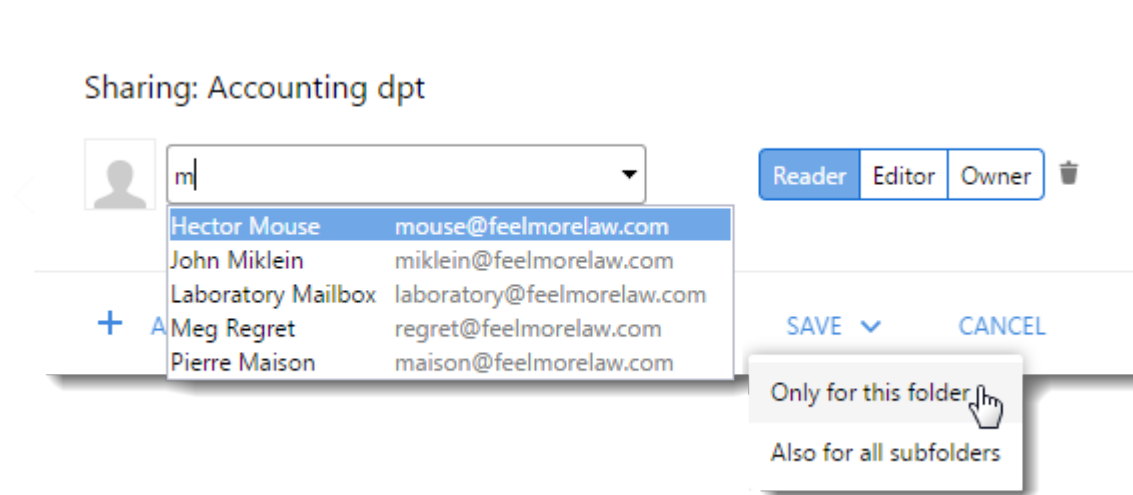 Sharing: Accounting dpt
m
Reader Editor Owner
Hector Mouse mouse@feelmorelaw.com
John Miklein miklein@feelmorelaw.com
Laboratory Mailbox laboratory@feelmorelaw.com
Meg Regret regret@feelmorelaw.com
Pierre Maison maison@feelmorelaw.com
+ A
SAVE CANCEL
Only for this folder
Also for all subfolders